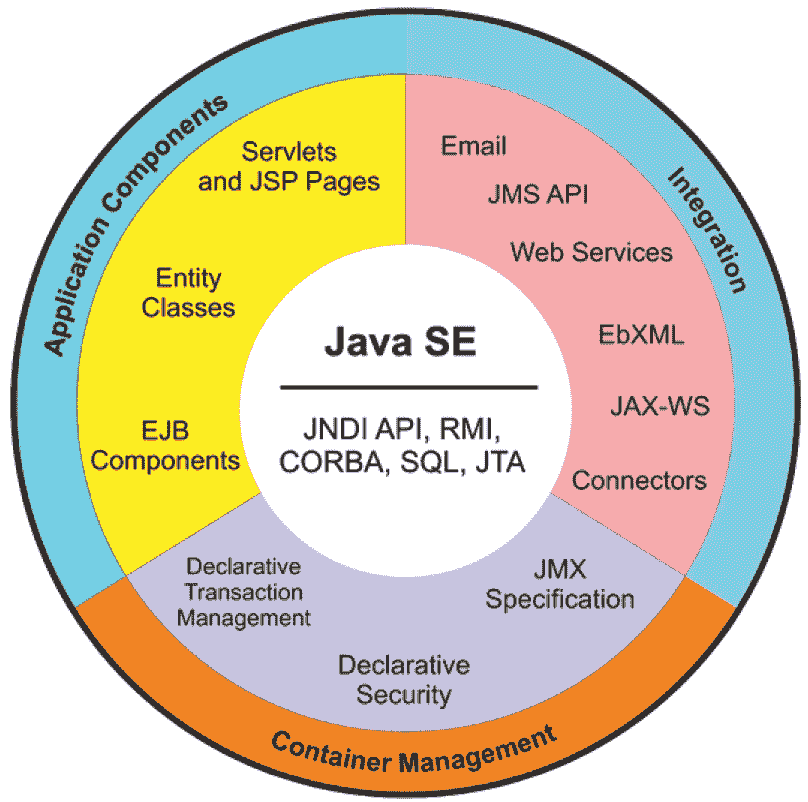 Application Components
Servlets
and JSP Pages
Entity
Classes
EJB
Components
Integration
Email
JMS API
Web Services
EbXML
JAX-WS
Connectors
Java SE
JNDI API, RMI,
CORBA, SQL, JTA
Declarative
Transaction
Management
JMX
Specification
Declarative
Security
Container Management